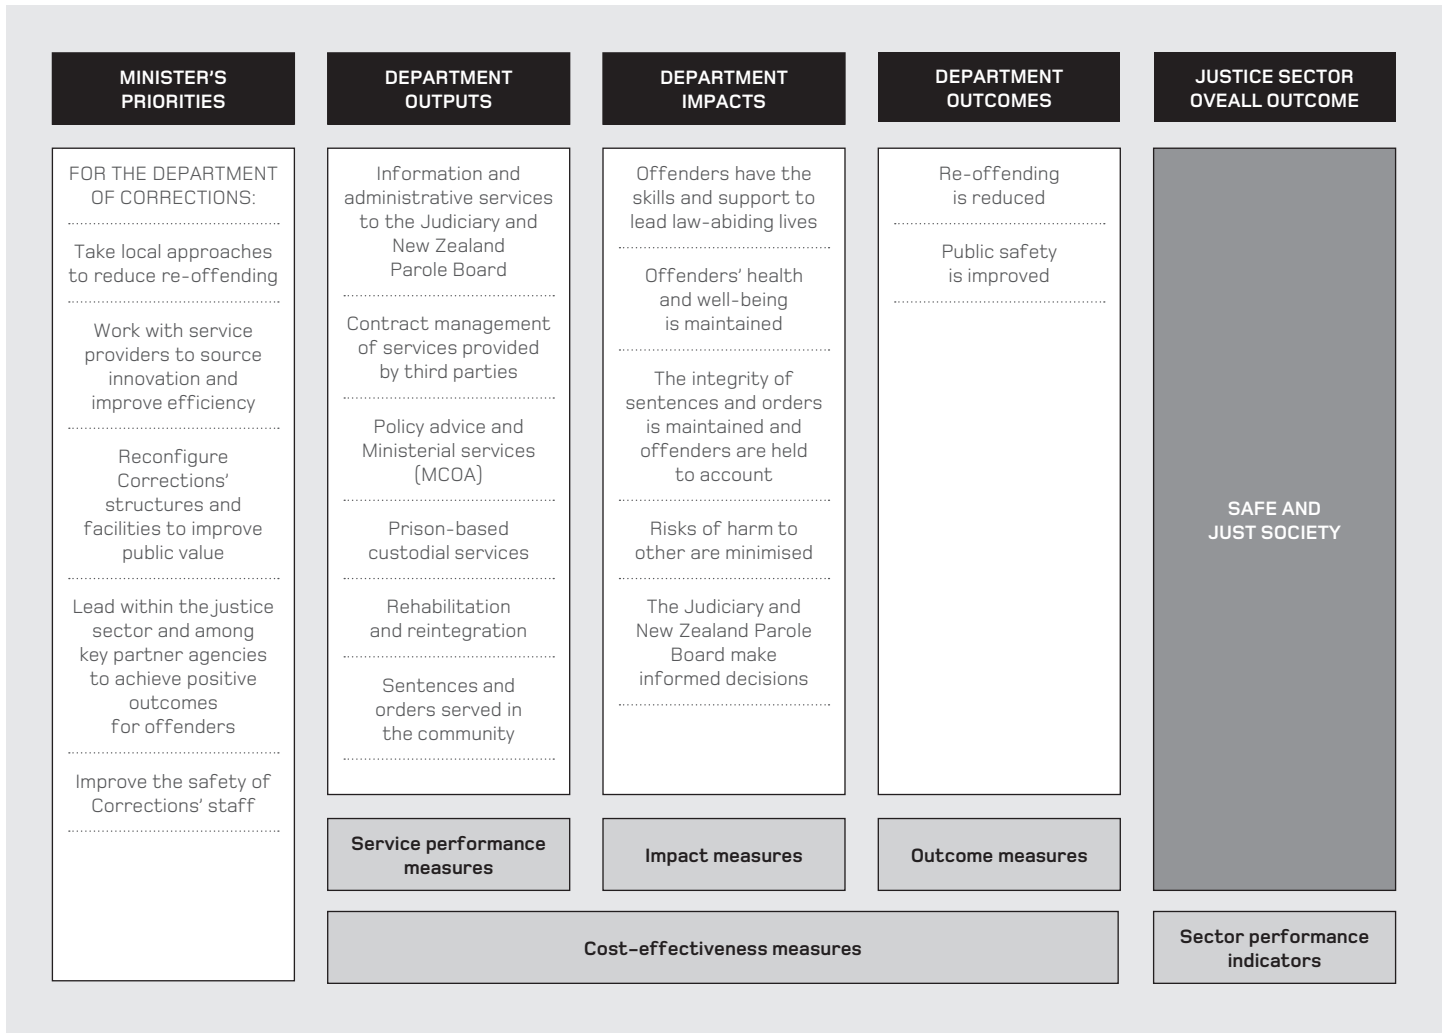 MINISTER'S
PRIORITIES
FOR THE DEPARTMENT
OF CORRECTIONS:
Take local approaches
to reduce re-offending
Work with service
providers to source
innovation and
improve efficiency
Reconfigure
Corrections'
structures and
facilities to improve
public value
Lead within the justice
sector and among
key partner agencies
to achieve positive
outcomes
for offenders
Improve the safety of
Corrections' staff
DEPARTMENT
OUTPUTS
Information and
administrative services
to the Judiciary and
New Zealand
Parole Board
Contract management
of services provided
by third parties
Policy advice and
Ministerial services
(MCOA)
Prison-based
custodial services
Rehabilitation
and reintegration
Sentences and
orders served in
the community
Service performance
measures
DEPARTMENT
IMPACTS
Offenders have the
skills and support to
lead law-abiding lives
Offenders' health
and well-being
is maintained
The integrity of
sentences and orders
is maintained and
offenders are held
to account
Risks of harm to
other are minimised
The Judiciary and
New Zealand Parole
Board make
informed decisions
Impact measures
DEPARTMENT
OUTCOMES
Re-offending
is reduced
Public safety
is improved
Outcome measures
Cost-effectiveness measures
JUSTICE SECTOR
OVEALL OUTCOME
SAFE AND
JUST SOCIETY
Sector performance
indicators